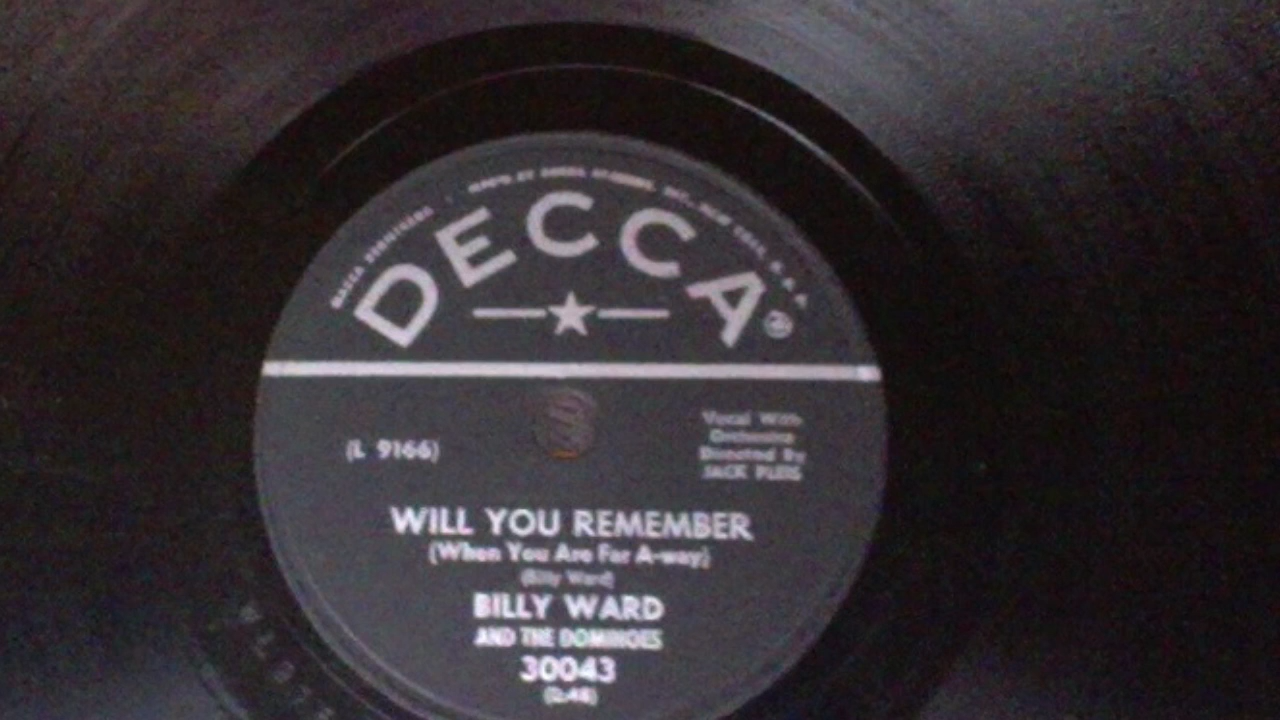 DECCA
(L 9166)
Vocal With
Orchestra
Directed By
JACK PLEIS
WILL YOU REMEMBER
(When You Are Far A-way)
(Billy Ward)
BILLY WARD
AND THE DOMINOES
30043